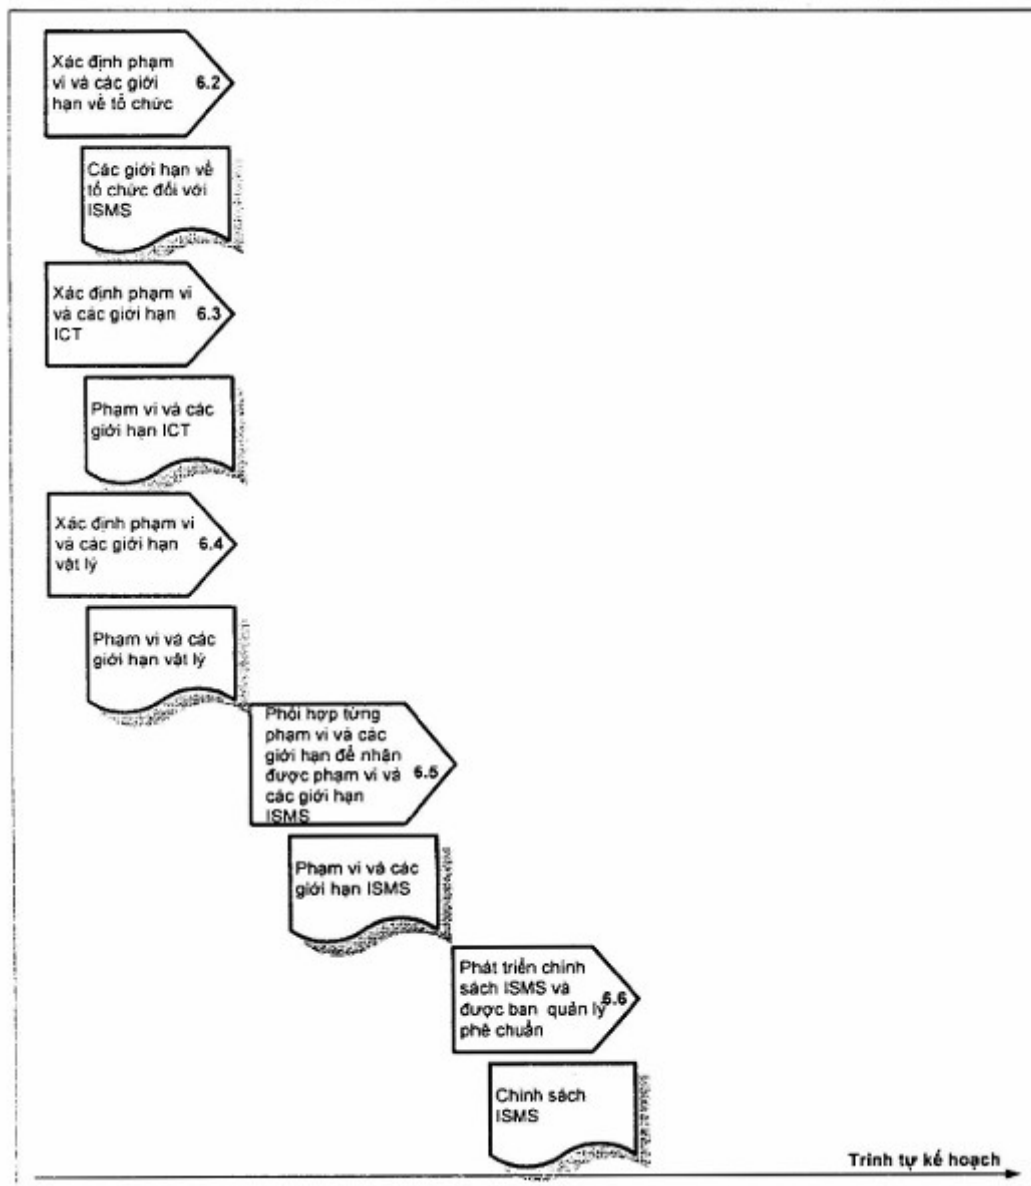 Xác định phạm
vi và các giới 6.2
hạn về tổ chức
Các giới hạn về
tổ chức đối với
ISMS
Xác định phạm vi
và các giới hạn 6.3
ICT
Phạm vi và các
giới hạn ICT
Xác định phạm vi
và các giới hạn 6.4
vật lý
Phạm vi và các
giới hạn vật lý
Phối hợp từng
phạm vi và các
giới hạn để nhận
được phạm vi và 6.5
các giới hạn
ISMS
Phạm vi và các
giới hạn ISMS
Phát triển chính
sách ISMS và
được ban quản lý 6.6
phê chuẩn
Chính sách
ISMS
Trình tự kế hoạch